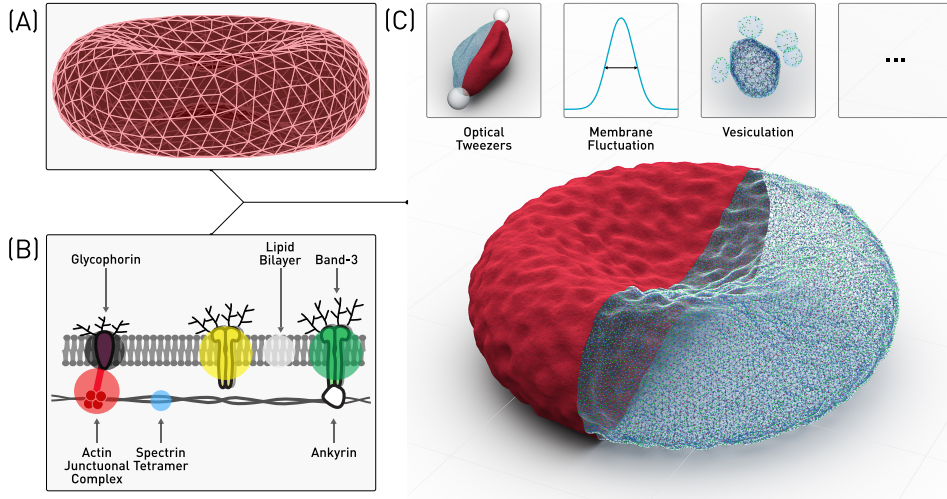 (A)
(B)
Glycophorin
Lipid
Bilayer
Band-3
Actin
Junctuonal
Complex
Spectrin
Tetramer
Ankyrin
(C)
...
Optical
Tweezers
Membrane
Fluctuation
Vesiculation